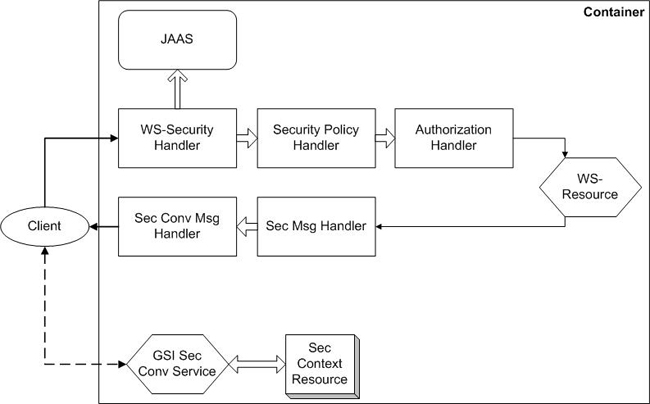 Container
JAAS
WS-Security
Handler
Security Policy
Handler
Authorization
Handler
WS-
Resource
Client
Sec Conv Msg
Handler
Sec Msg Handler
GSI Sec
Conv Service
Sec
Context
Resource